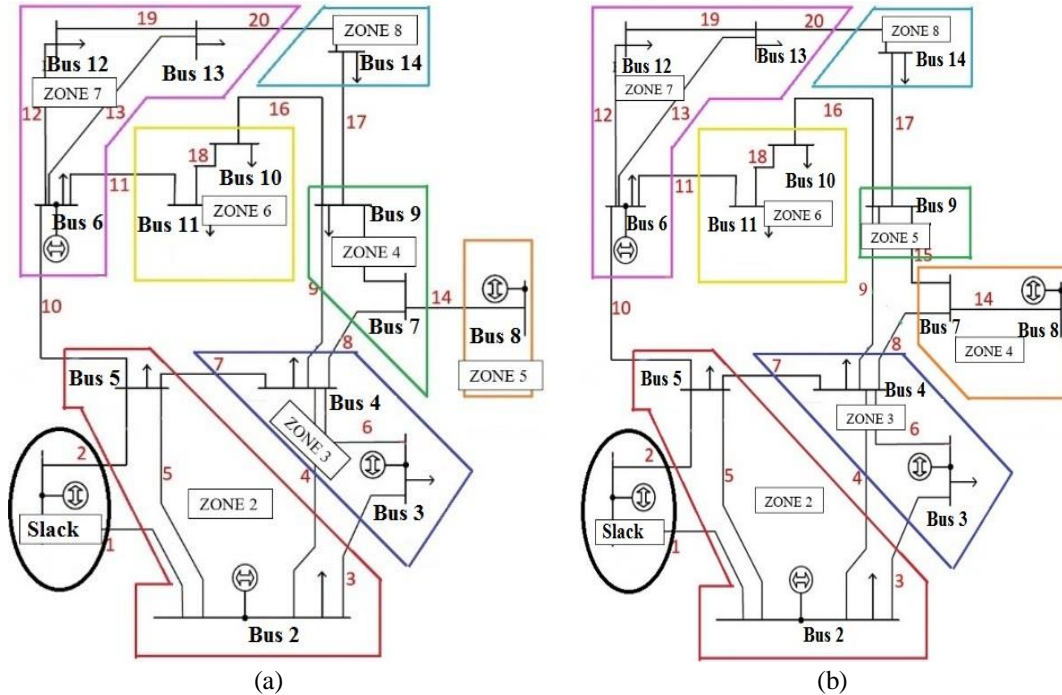 19
20
ZONE 8
Bus 12
Bus 13
Bus 14
ZONE 7
12
13
16
17
18
11
Bus 10
Bus 6
Bus 11
ZONE 6
Bus 9
ZONE 4
10
9
14
Bus 7
Bus 8
8
ZONE 5
7
Bus 5
Bus 4
6
ZONE 3
2
5
4
ZONE 2
Slack
Bus 3
1
3
Bus 2
(a)
19
20
ZONE 8
Bus 12
Bus 13
Bus 14
ZONE 7
12
13
16
17
18
11
Bus 10
Bus 6
Bus 11
ZONE 6
Bus 9
ZONE 5
15
10
9
14
Bus 7
Bus 8
8
ZONE 4
7
Bus 5
Bus 4
ZONE 3
6
2
5
4
ZONE 2
Slack
Bus 3
1
3
Bus 2
(b)